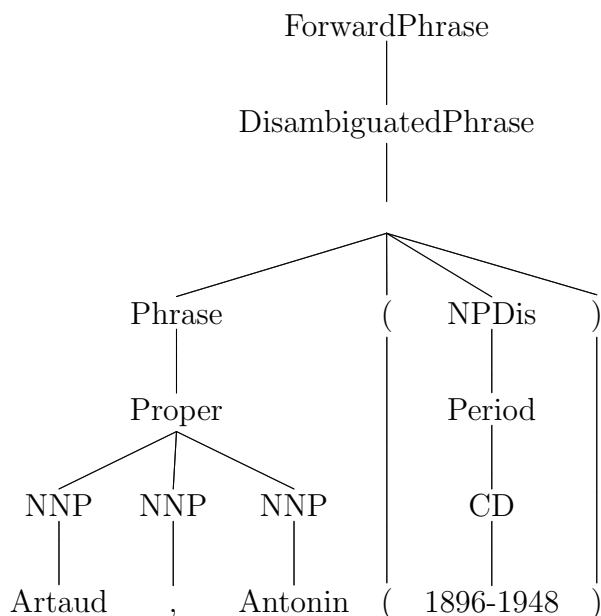 ForwardPhrase
DisambiguatedPhrase
Phrase ( NPDis )
Proper Period
NNP NNP NNP CD
Artaud , Antonin ( 1896-1948 )